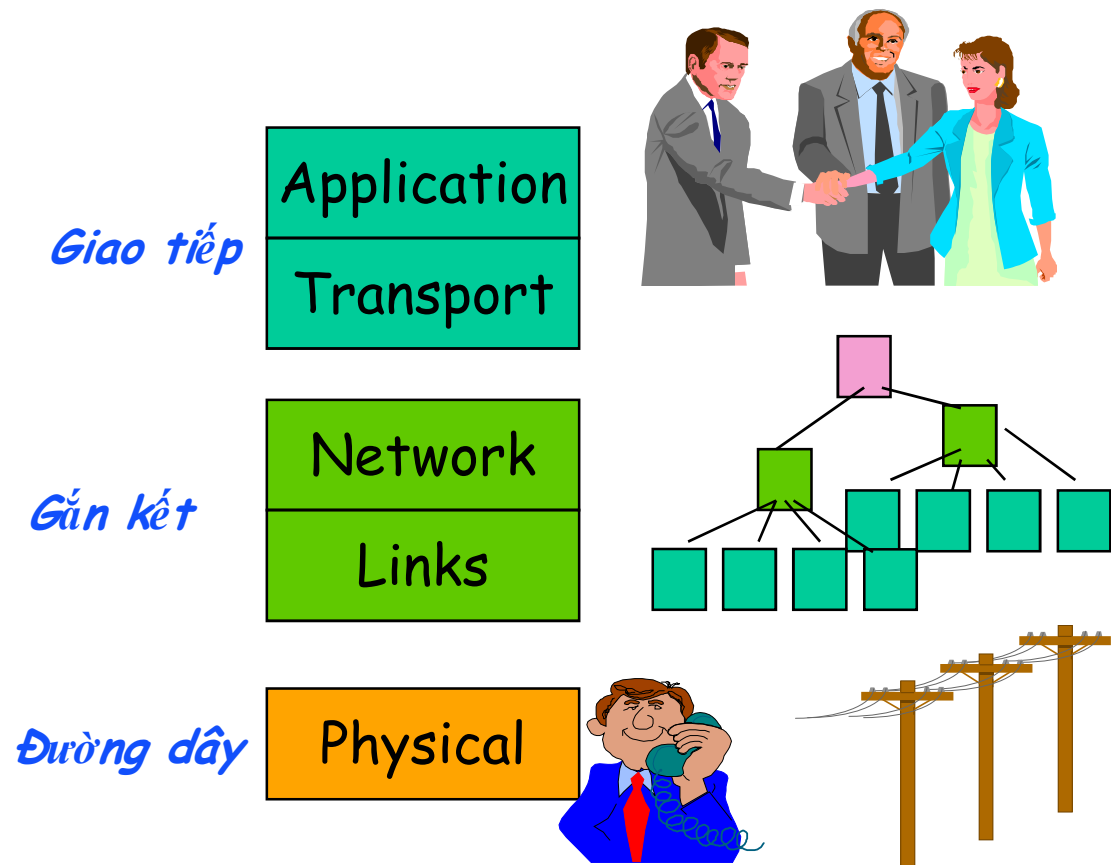 Application
Giao tiếp
Transport
Network
Gắn kết
Links
Đường dây
Physical